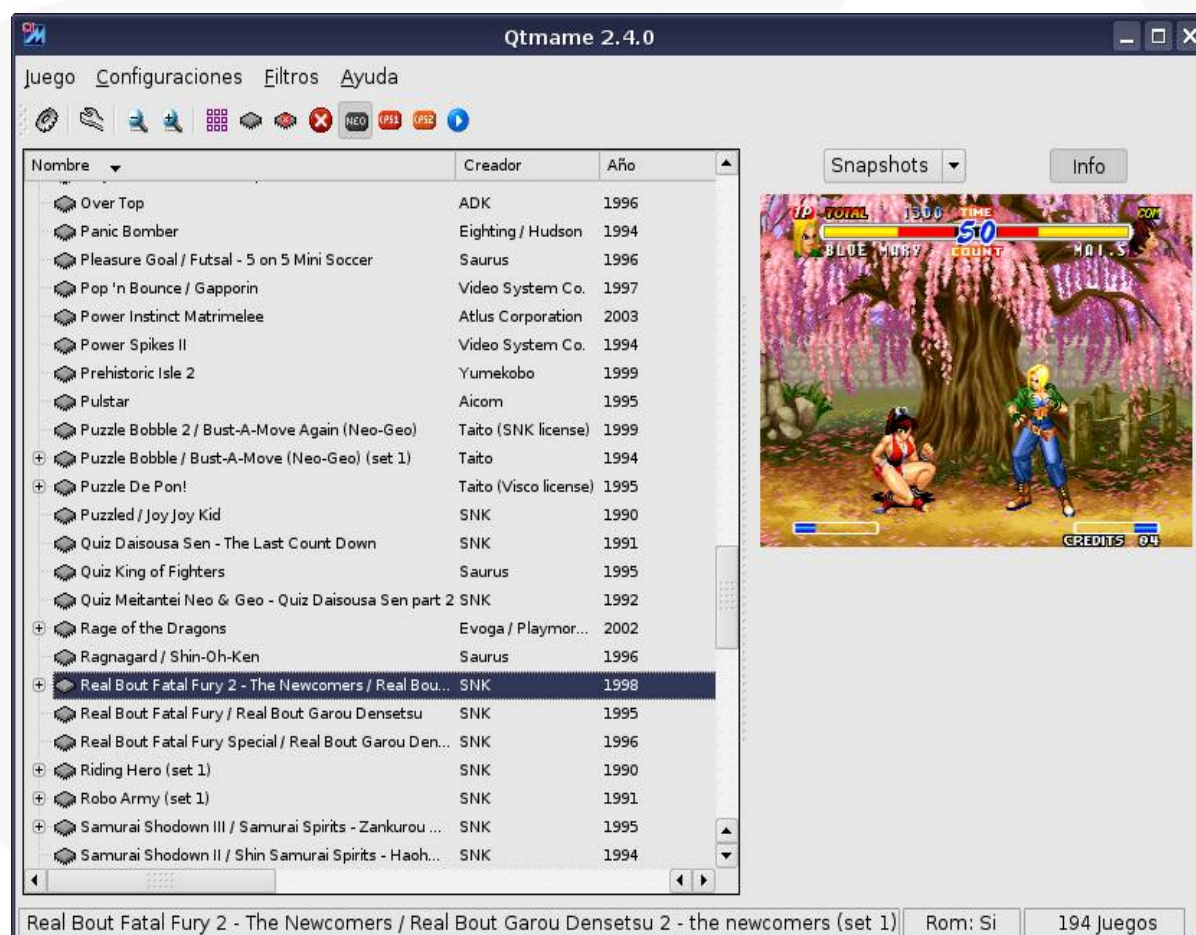 Qtmame 2.4.0
Juego Configuraciones Filtros Ayuda
NEO CPS1 CPS2
Nombre Creador Año
Over Top ADK 1996
Panic Bomber Eighting / Hudson 1994
Pleasure Goal / Futsal - 5 on 5 Mini Soccer Saurus 1996
Pop 'n Bounce / Gapporin Video System Co. 1997
Power Instinct Matrimelee Atlus Corporation 2003
Power Spikes II Video System Co. 1994
Prehistoric Isle 2 Yumekobo 1999
Pulstar Aicom 1995
Puzzle Bobble 2 / Bust-A-Move Again (Neo-Geo) Taito (SNK license) 1999
Puzzle Bobble / Bust-A-Move (Neo-Geo) (set 1) Taito 1994
Puzzle De Pon! Taito (Visco license) 1995
Puzzled / Joy Joy Kid SNK 1990
Quiz Daisousa Sen - The Last Count Down SNK 1991
Quiz King of Fighters Saurus 1995
Quiz Meitantei Neo & Geo - Quiz Daisousa Sen part 2 SNK 1992
Rage of the Dragons Evoga / Playmor... 2002
Ragnagard / Shin-Oh-Ken Saurus 1996
Real Bout Fatal Fury 2 - The Newcomers / Real Bou... SNK 1998
Real Bout Fatal Fury / Real Bout Garou Densetsu SNK 1995
Real Bout Fatal Fury Special / Real Bout Garou Den... SNK 1996
Riding Hero (set 1) SNK 1990
Robo Army (set 1) SNK 1991
Samurai Shodown III / Samurai Spirits - Zankurou ... SNK 1995
Samurai Shodown II / Shin Samurai Spirits - Haoh... SNK 1994
Snapshots Info
1P TOTAL 1300 TIME COM
50
BLUE MARY COUNT MAI.S
CREDITS 04
Real Bout Fatal Fury 2 - The Newcomers / Real Bout Garou Densetsu 2 - the newcomers (set 1) Rom: Si 194 Juegos